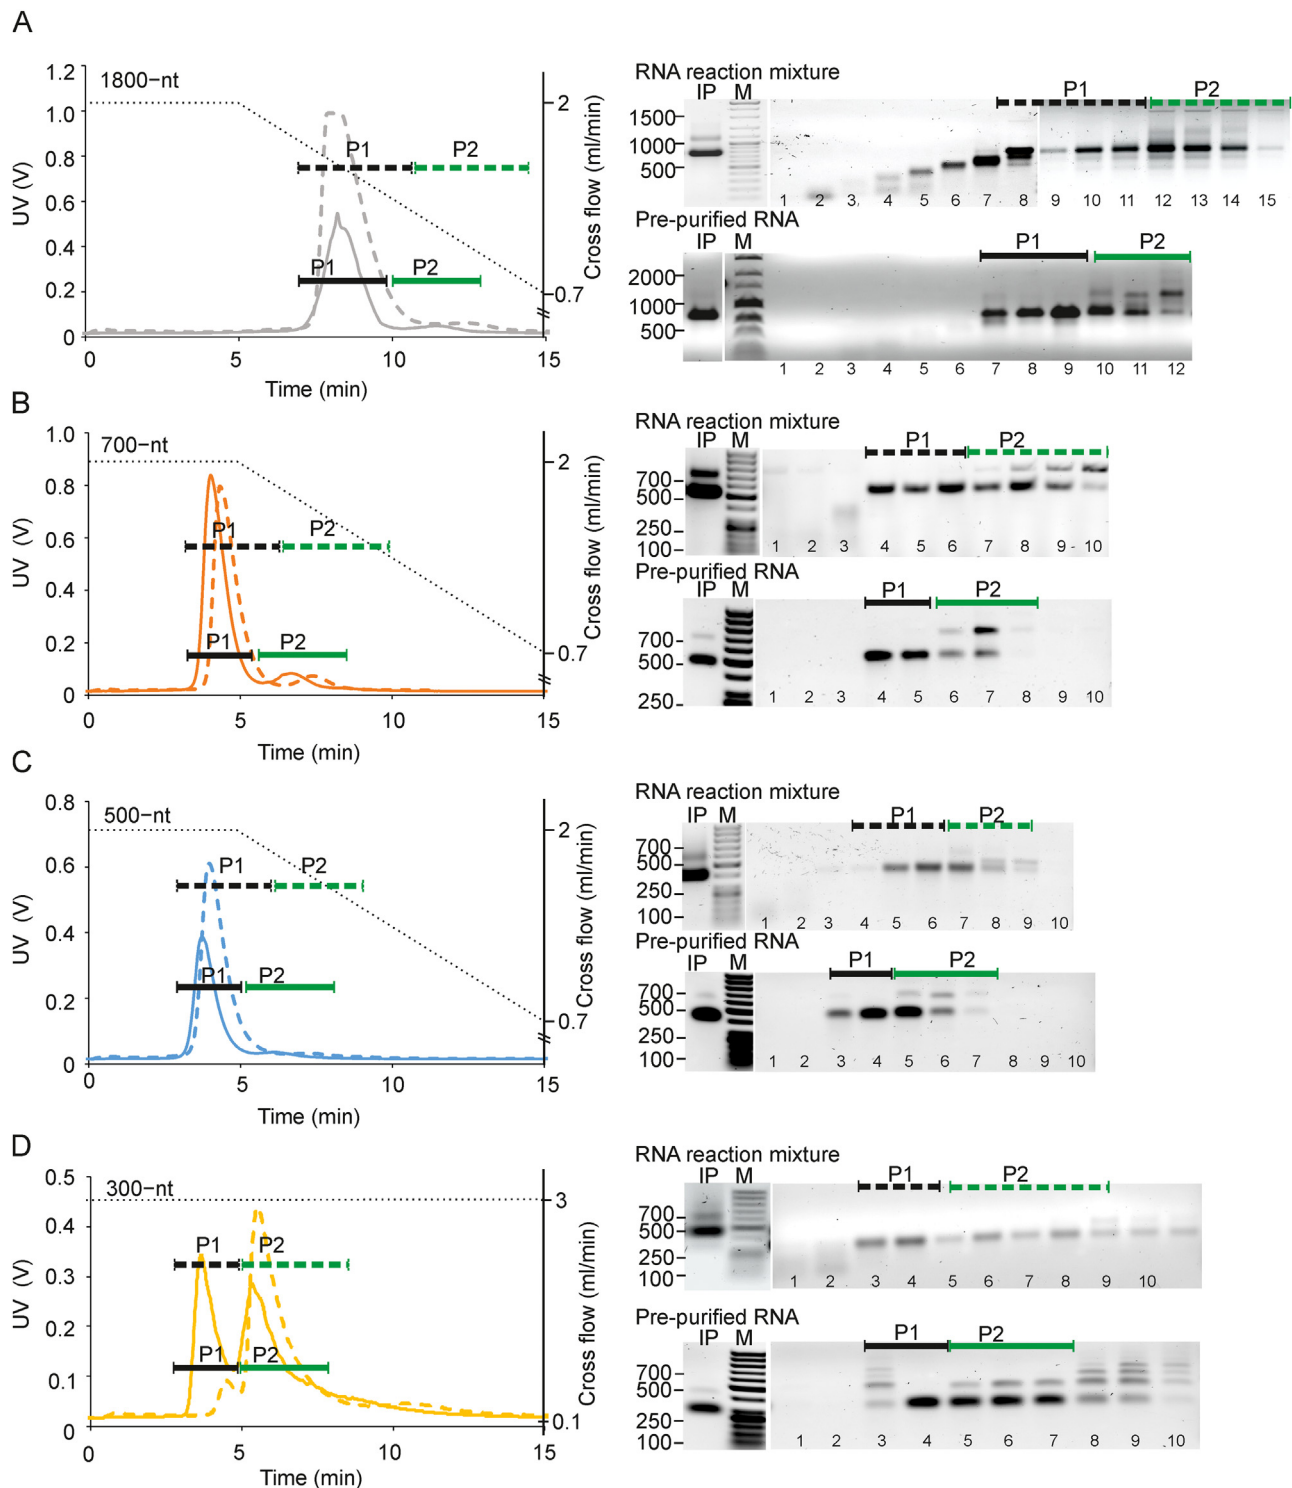 A
1800−nt
1.2
1.0
0.8
0.6
0.4
0.2
0
UV (V)
P1
P2
P1
P2
2
0.7
Cross flow (ml/min)
0
5
10
15
Time (min)
RNA reaction mixture
IP
M
P1
P2
1500
1000
500
1 2 3 4 5 6 7 8 9 10 11 12 13 14 15
Pre-purified RNA
IP
M
P1
P2
2000
1000
500
1 2 3 4 5 6 7 8 9 10 11 12
B
700−nt
1.0
0.8
0.6
0.4
0.2
0
UV (V)
P1
P2
P1
P2
2
0.7
Cross flow (ml/min)
0
5
10
15
Time (min)
RNA reaction mixture
IP
M
P1
P2
700
500
250
100
1 2 3 4 5 6 7 8 9 10
Pre-purified RNA
IP
M
P1
P2
700
500
250
1 2 3 4 5 6 7 8 9 10
C
500−nt
0.8
0.6
0.4
0.2
0
UV (V)
P1
P2
P1
P2
2
0.7
Cross flow (ml/min)
0
5
10
15
Time (min)
RNA reaction mixture
IP
M
P1
P2
700
500
250
100
1 2 3 4 5 6 7 8 9 10
Pre-purified RNA
IP
M
P1
P2
700
500
250
100
1 2 3 4 5 6 7 8 9 10
D
300-nt
0.5
0.4
0.3
0.2
0.1
0
UV (V)
P1
P2
P1
P2
3
0.1
Cross flow (ml/min)
0
5
10
15
Time (min)
RNA reaction mixture
IP
M
P1
P2
700
500
250
100
1 2 3 4 5 6 7 8 9 10
Pre-purified RNA
IP
M
P1
P2
700
500
250
100
1 2 3 4 5 6 7 8 9 10